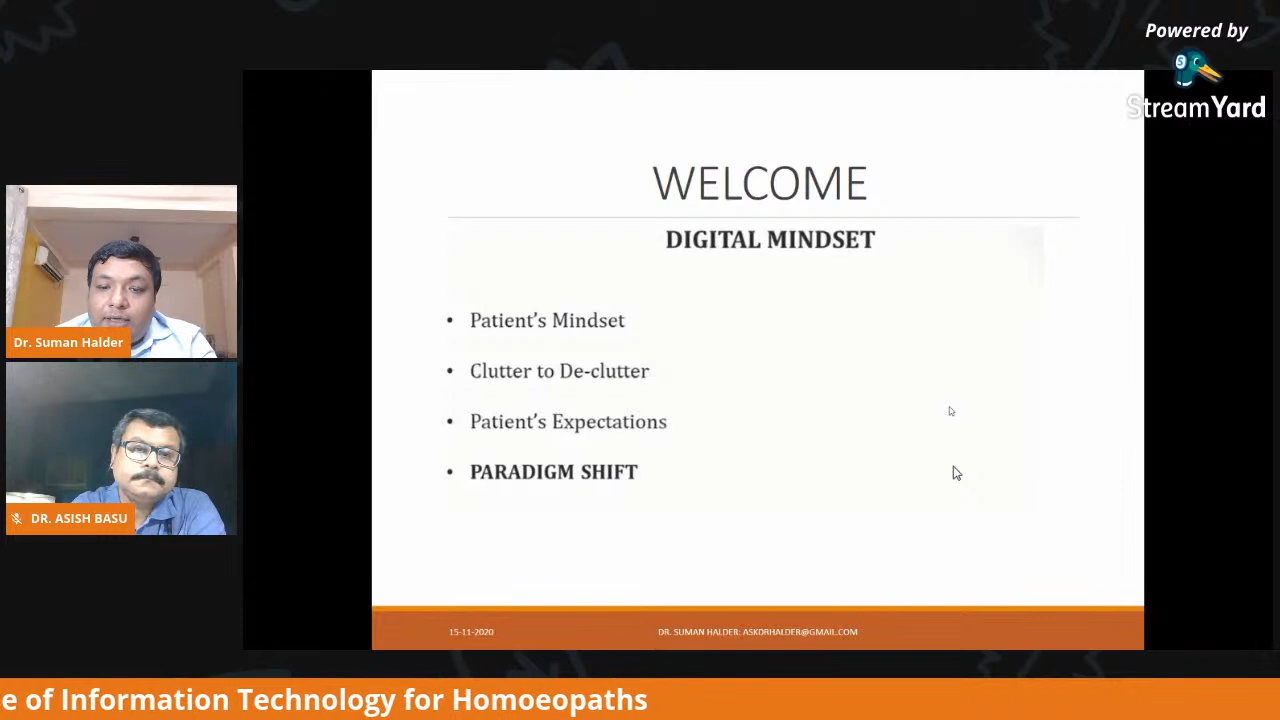 Powered by
StreamYard
WELCOME
DIGITAL MINDSET
• Patient's Mindset
• Clutter to De-clutter
• Patient's Expectations
• PARADIGM SHIFT
15-11-2020
DR. SUMAN HALDER: ASKDRHALDER@GMAIL.COM
Dr. Suman Halder
DR. ASISH BASU
e of Information Technology for Homoeopaths